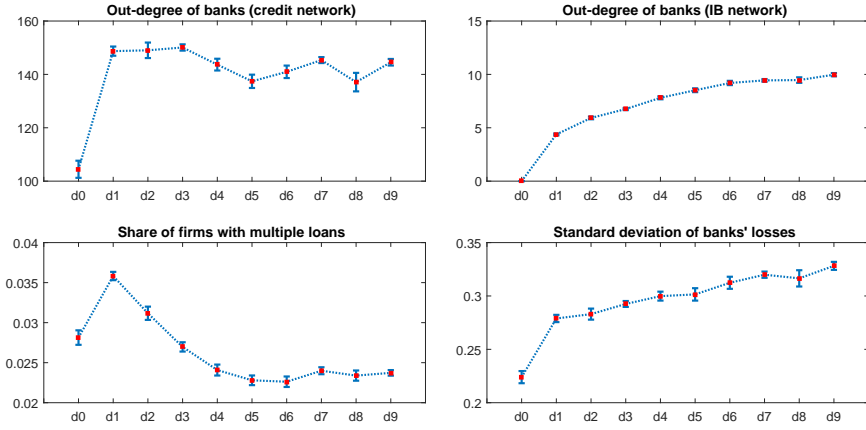 Out-degree of banks (credit network)
160
140
120
100
d0 d1 d2 d3 d4 d5 d6 d7 d8 d9
Out-degree of banks (IB network)
15
10
5
0
d0 d1 d2 d3 d4 d5 d6 d7 d8 d9
Share of firms with multiple loans
0.04
0.035
0.03
0.025
0.02
d0 d1 d2 d3 d4 d5 d6 d7 d8 d9
Standard deviation of banks' losses
0.35
0.3
0.25
0.2
d0 d1 d2 d3 d4 d5 d6 d7 d8 d9